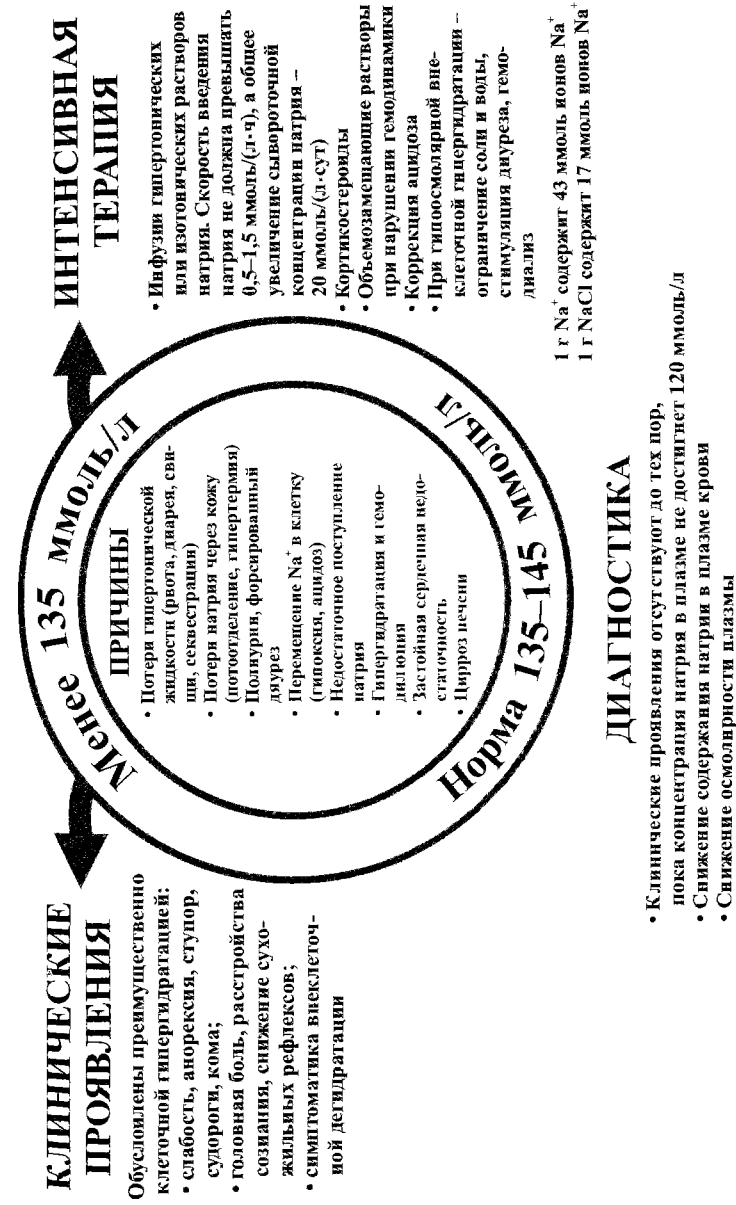 КЛИНИЧЕСКИЕ
ПРОЯВЛЕНИЯ
Обусловлены преимущественно
клеточной гипергидратацией:
• слабость, анорексия, ступор,
судороги, кома;
• головная боль, расстройства
сознания, снижение сухо-
жильных рефлексов;
• симптоматика внеклеточ-
ной дегидратации
Менее 135 ммоль/л
ПРИЧИНЫ
• Потери гипертонической
жидкости (рвота, диарея, сви-
щи, секвестрация)
• Потери натрия через кожу
(потоотделение, гипертермия)
• Полиурия, форсированный
диурез
• Перемещение Na⁺ в клетку
(гипоксия, ацидоз)
• Недостаточное поступление
натрия
• Гипергидратация и гемо-
дилюция
• Застойная сердечная недо-
статочность
• Цирроз печени
Норма 135–145 ммоль/л
ИНТЕНСИВНАЯ
ТЕРАПИЯ
• Инфузии гипертонических
или изотонических растворов
натрия. Скорость введения
натрия не должна превышать
0,5–1,5 ммоль/(л·ч), а общее
увеличение сывороточной
концентрации натрия –
20 ммоль/(л·сут)
• Кортикостероиды
• Объемозамещающие растворы
при нарушении гемодинамики
• Коррекция ацидоза
• При гипоосмолярной вне-
клеточной гипергидратации –
ограничение соли и воды,
стимуляция диуреза, гемо-
диализ
1 г Na⁺ содержит 43 ммоль ионов Na⁺
1 г NaCl содержит 17 ммоль ионов Na⁺
ДИАГНОСТИКА
• Клинические проявления отсутствуют до тех пор,
пока концентрация натрия в плазме не достигнет 120 ммоль/л
• Снижение содержания натрия в плазме крови
• Снижение осмолярности плазмы